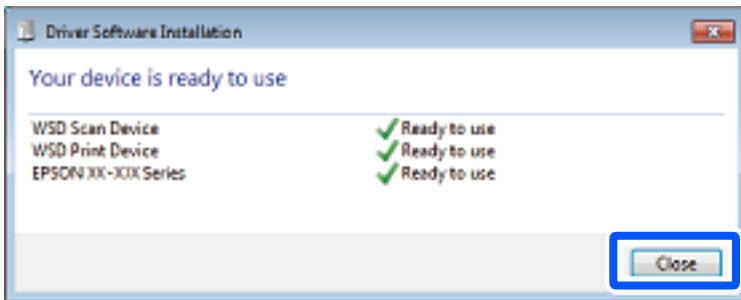 Driver Software Installation
Your device is ready to use
WSD Scan Device Ready to use
WSD Print Device Ready to use
EPSON XX-XXX Series Ready to use
Close